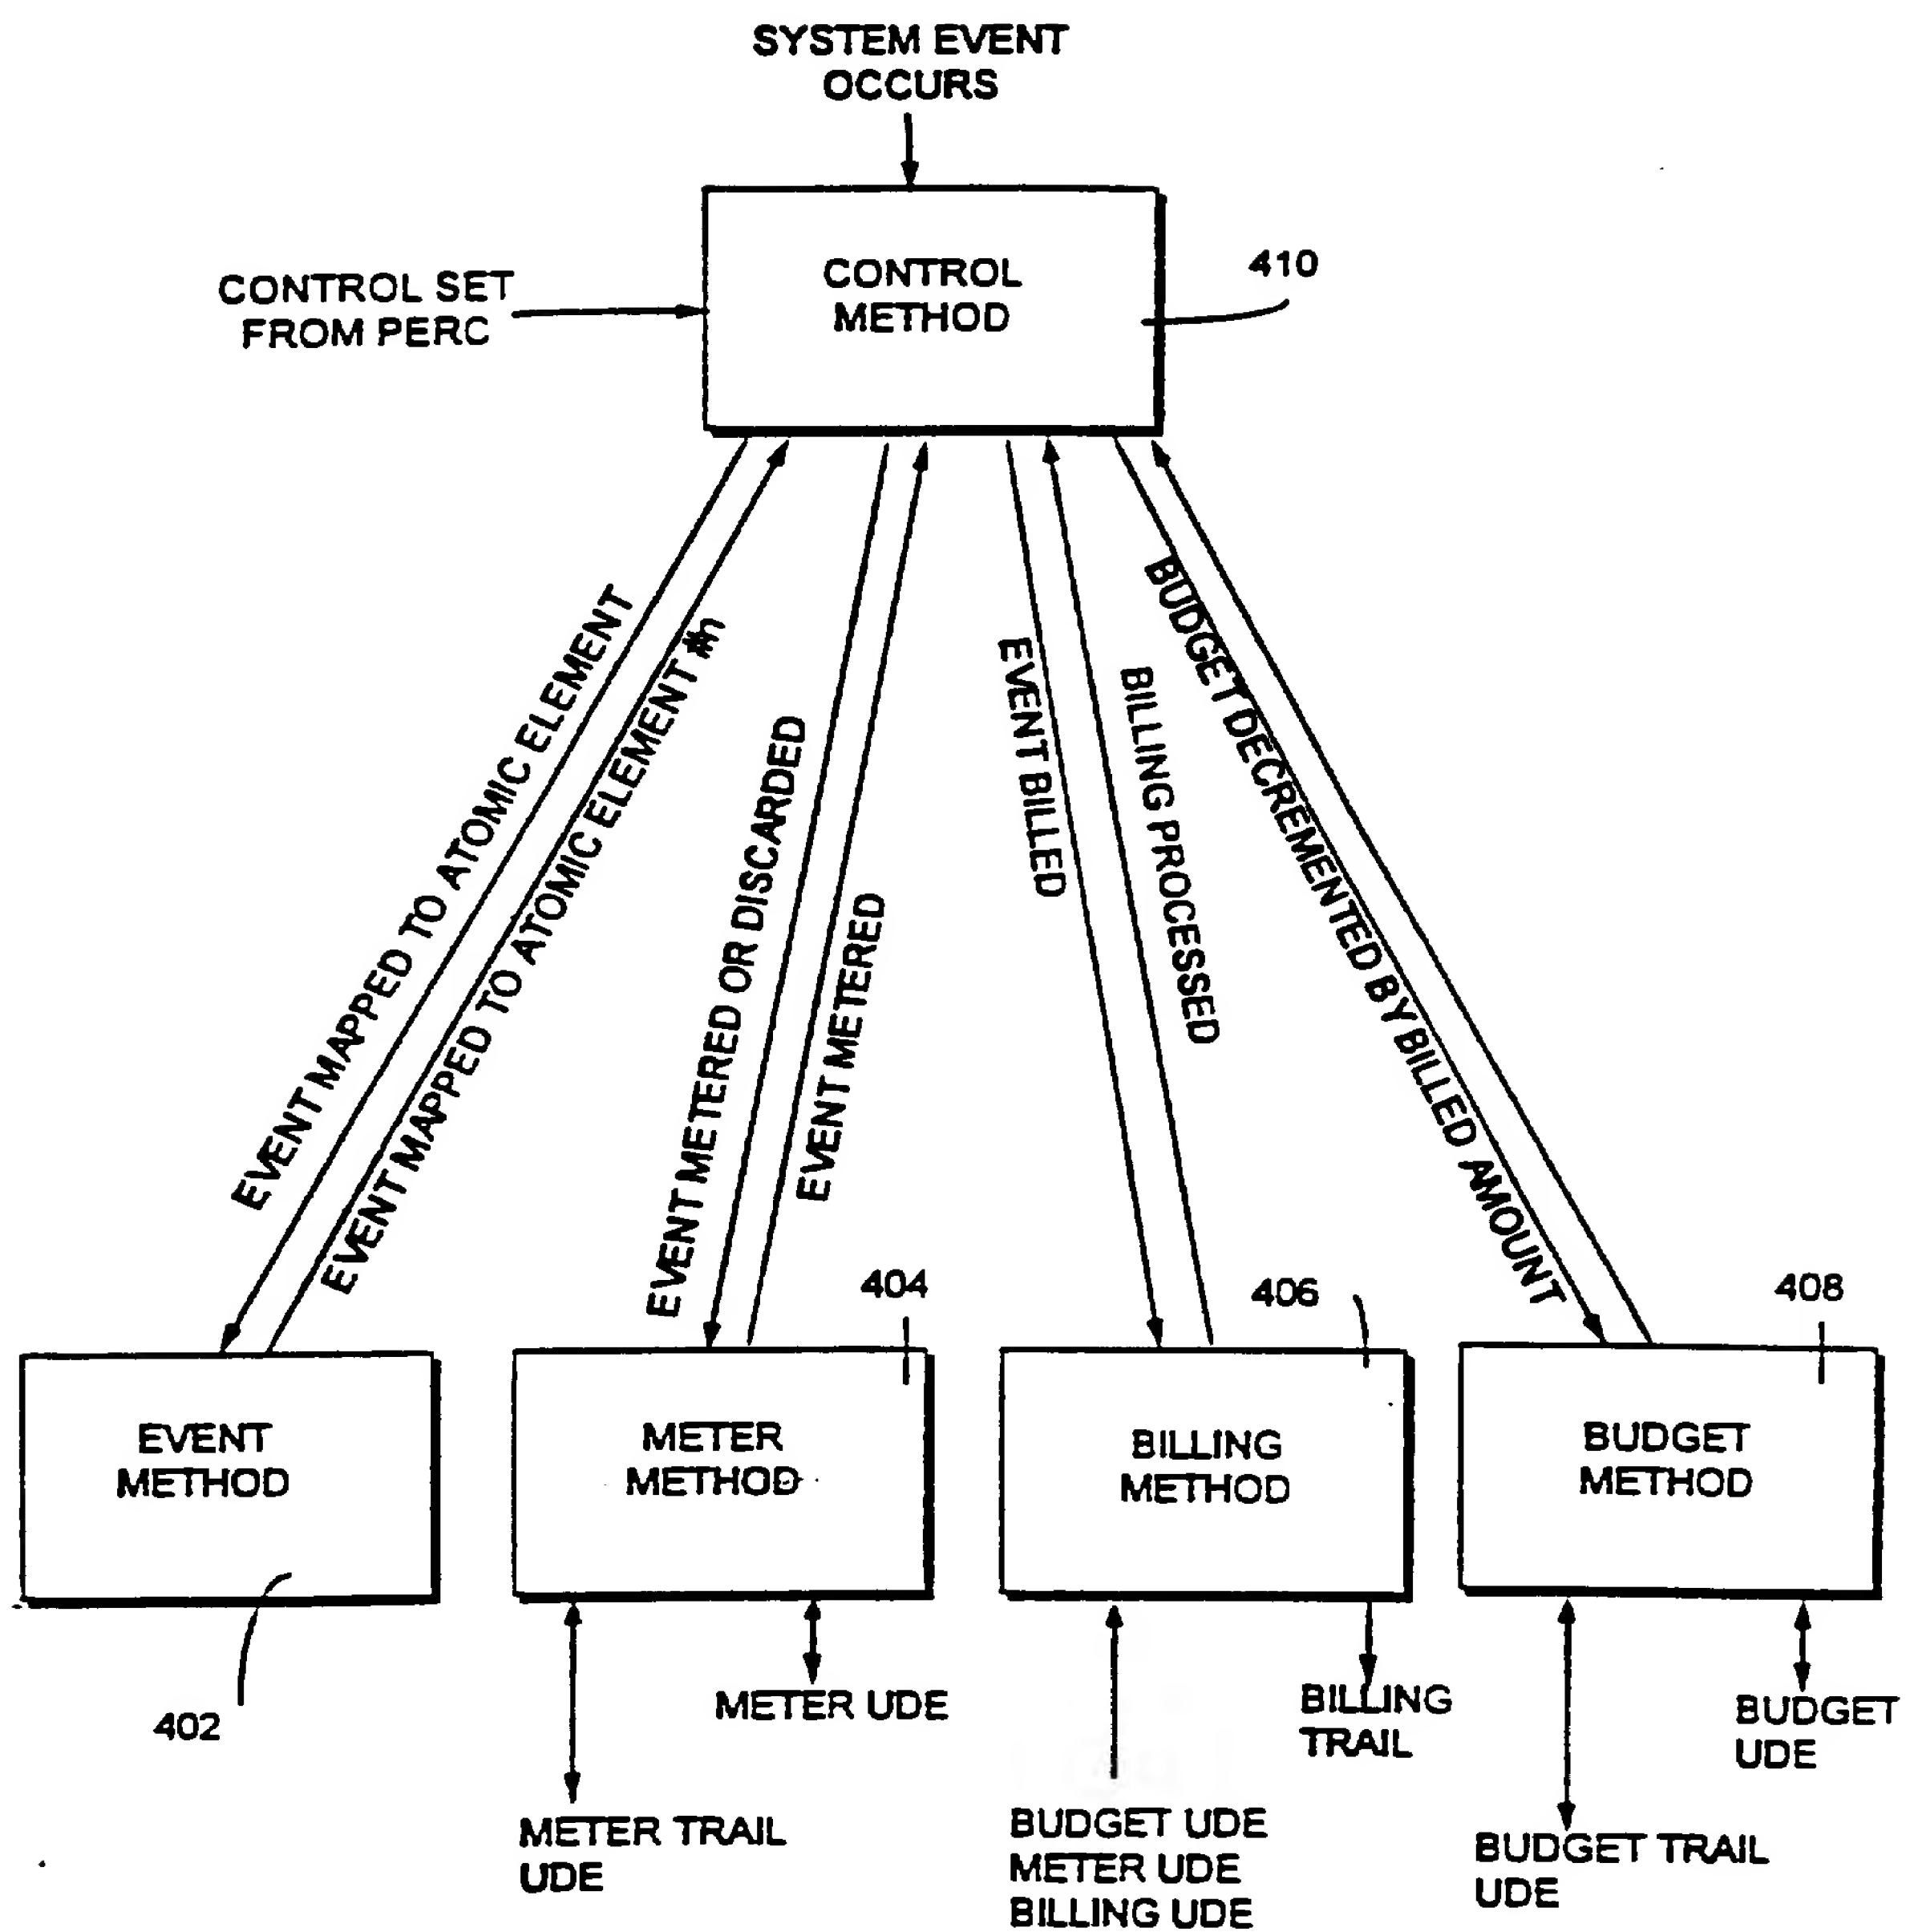 SYSTEM EVENT
OCCURS
CONTROL SET
FROM PERC
CONTROL
METHOD
410
EVENT MAPPED TO ATOMIC ELEMENT
EVENT MAPPED TO ATOMIC ELEMENT #n
EVENT METERED OR DISCARDED
EVENT METERED
EVENT BILLED
BILLING PROCESSED
BUDGET DECREMENTED BY BILLED AMOUNT
404
406
408
EVENT
METHOD
METER
METHOD
BILLING
METHOD
BUDGET
METHOD
402
METER UDE
BILLING
TRAIL
BUDGET
UDE
METER TRAIL
UDE
BUDGET UDE
METER UDE
BILLING UDE
BUDGET TRAIL
UDE